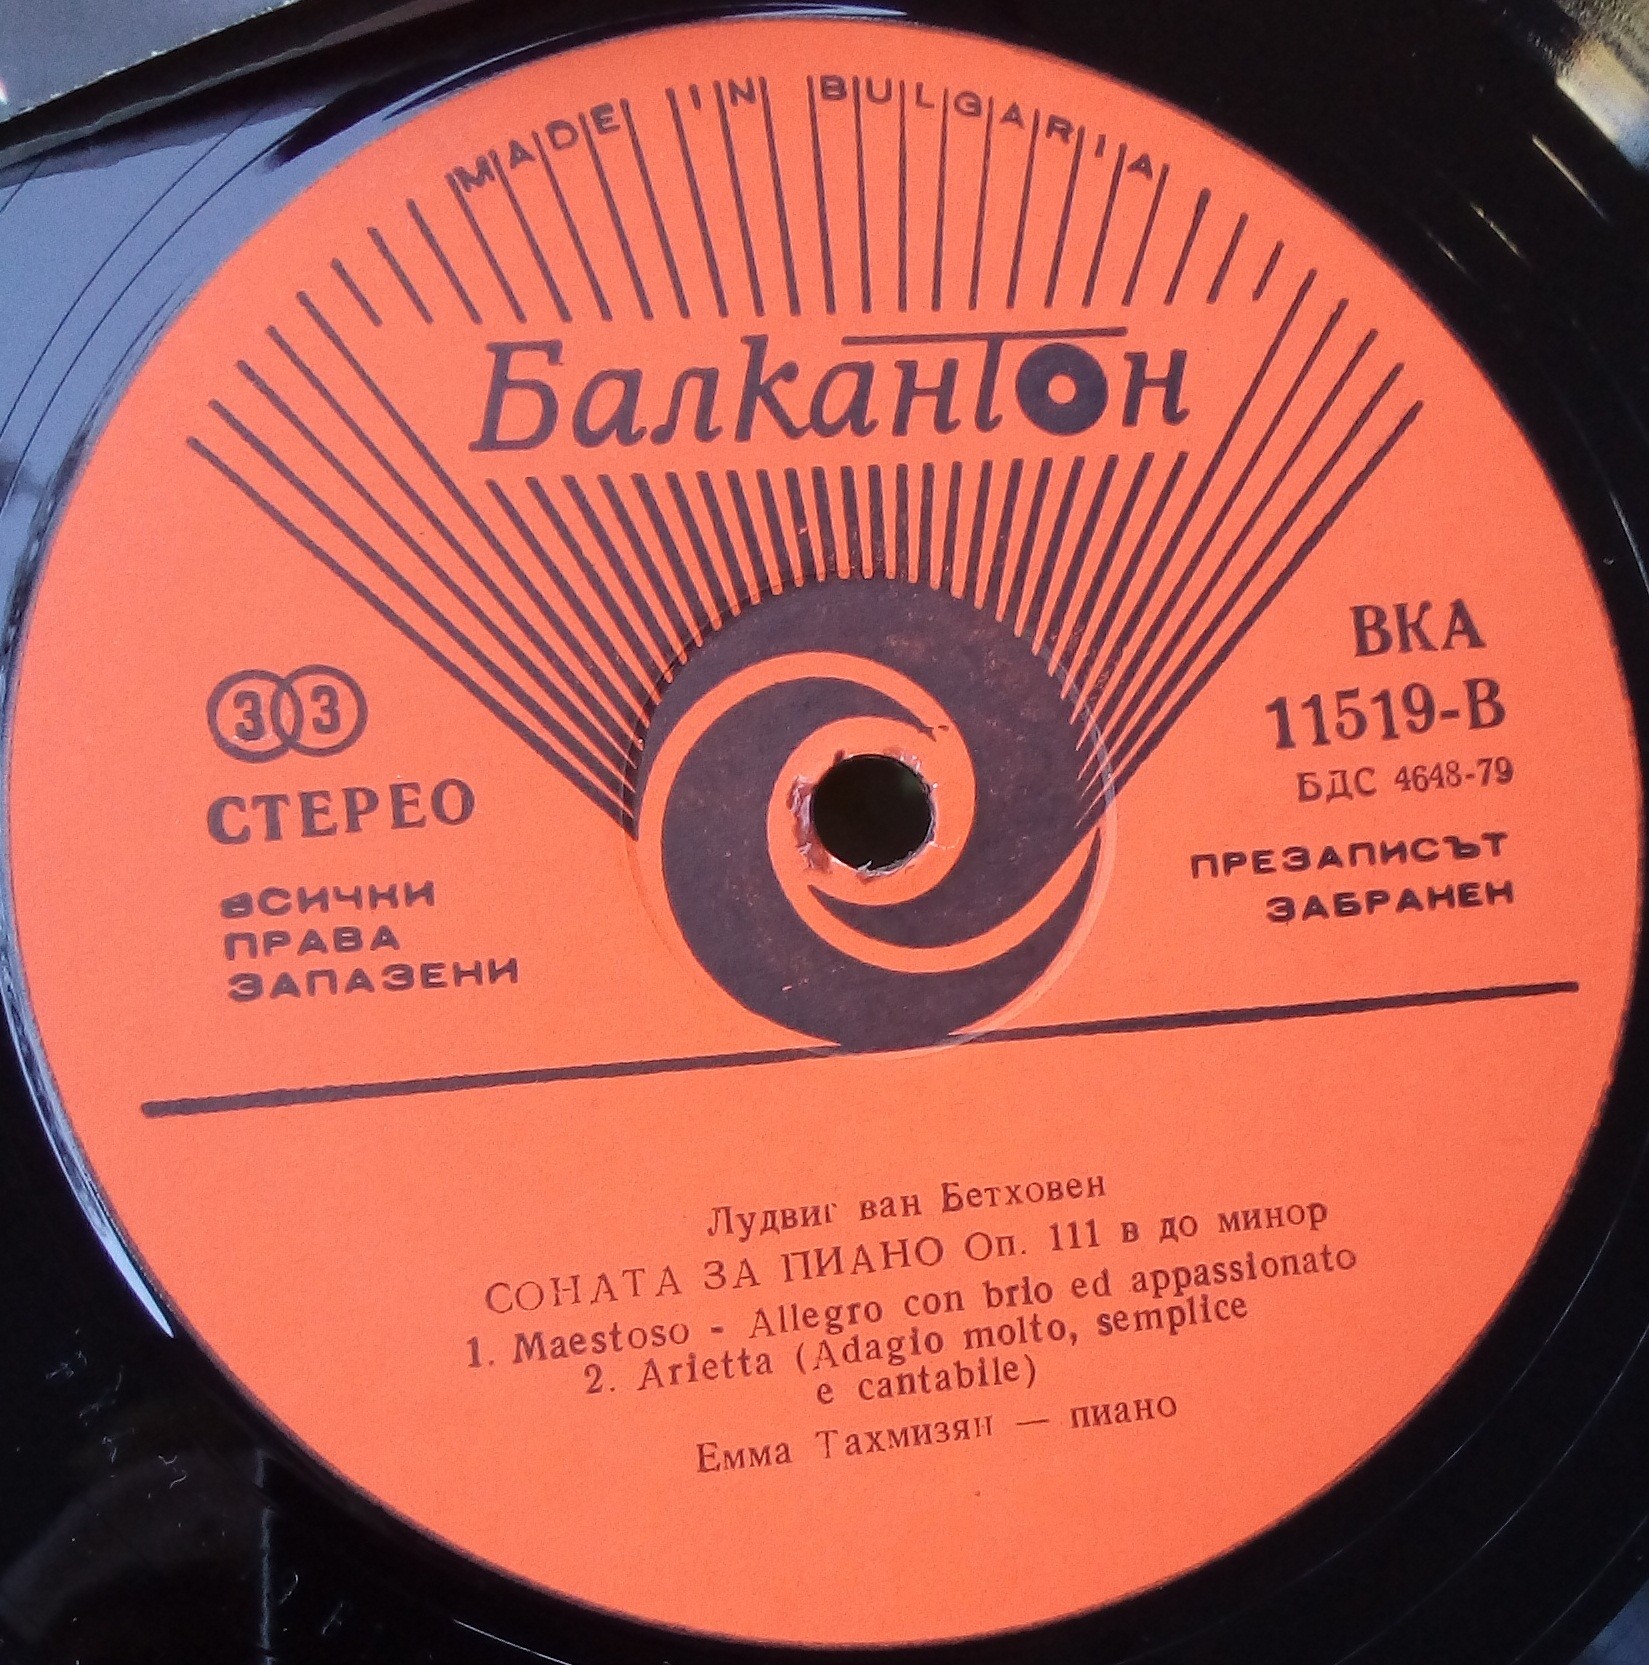 MADE IN BULGARIA
Балкантон
33
СТЕРЕО
ВСИЧКИ
ПРАВА
ЗАПАЗЕНИ
ВКА
11519-В
БДС 4648-79
ПРЕЗАПИСЪТ
ЗАБРАНЕН
Лудвиг ван Бетховен
СОНАТА ЗА ПИАНО Оп. 111 в до минор
1. Maestoso - Allegro con brio ed appassionato
2. Arietta (Adagio molto, semplice
e cantabile)
Емма Тахмизян — пиано